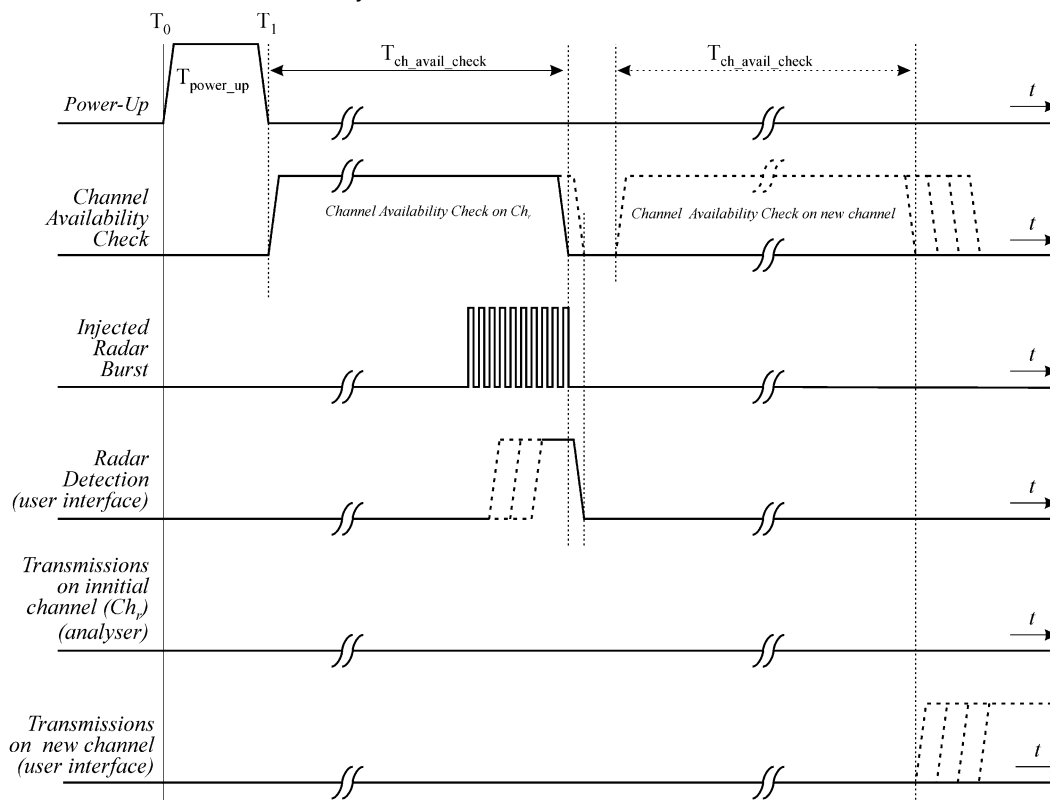 T0
T1
Tch_avail_check
Tch_avail_check
Tpower_up
Power-Up
t
Channel
Availability
Check
Channel Availability Check on Chr
Channel Availability Check on new channel
t
Injected
Radar
Burst
t
Radar
Detection
(user interface)
t
Transmissions
on innitial
channel (Chr)
(analyser)
t
Transmissions
on new channel
(user interface)
t